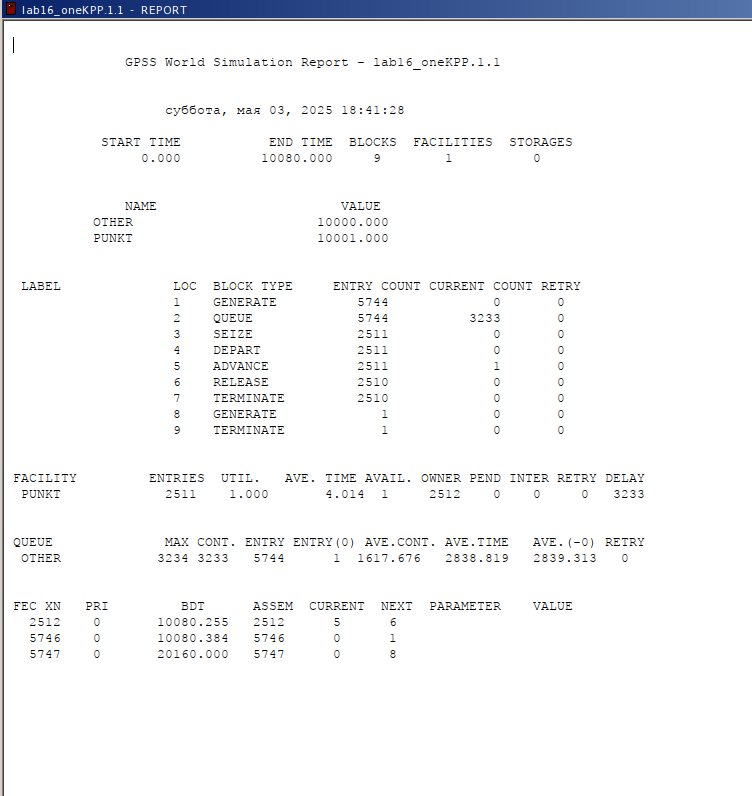 lab16_oneKPP.1.1 - REPORT
GPSS World Simulation Report - lab16_oneKPP.1.1
суббота, мая 03, 2025 18:41:28
START TIME END TIME BLOCKS FACILITIES STORAGES
0.000 10080.000 9 1 0
NAME VALUE
OTHER 10000.000
PUNKT 10001.000
LABEL LOC BLOCK TYPE ENTRY COUNT CURRENT COUNT RETRY
1 GENERATE 5744 0 0
2 QUEUE 5744 3233 0
3 SEIZE 2511 0 0
4 DEPART 2511 0 0
5 ADVANCE 2511 1 0
6 RELEASE 2510 0 0
7 TERMINATE 2510 0 0
8 GENERATE 1 0 0
9 TERMINATE 1 0 0
FACILITY ENTRIES UTIL. AVE. TIME AVAIL. OWNER PEND INTER RETRY DELAY
PUNKT 2511 1.000 4.014 1 2512 0 0 0 3233
QUEUE MAX CONT. ENTRY ENTRY(0) AVE.CONT. AVE.TIME AVE.(-0) RETRY
OTHER 3234 3233 5744 1 1617.676 2838.819 2839.313 0
FEC XN PRI BDT ASSEM CURRENT NEXT PARAMETER VALUE
2512 0 10080.255 2512 5 6
5746 0 10080.384 5746 0 1
5747 0 20160.000 5747 0 8